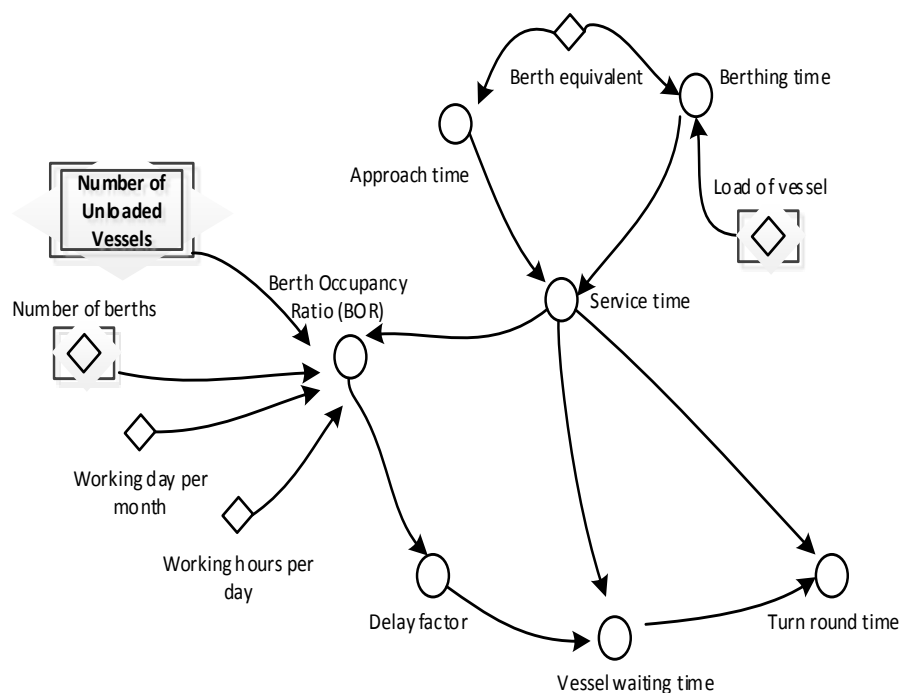 Berth equivalent
Berthing time
Approach time
Load of vessel
Number of
Unloaded
Vessels
Berth Occupancy
Ratio (BOR)
Service time
Number of berths
Working day per
month
Working hours per
day
Delay factor
Turn round time
Vessel waiting time